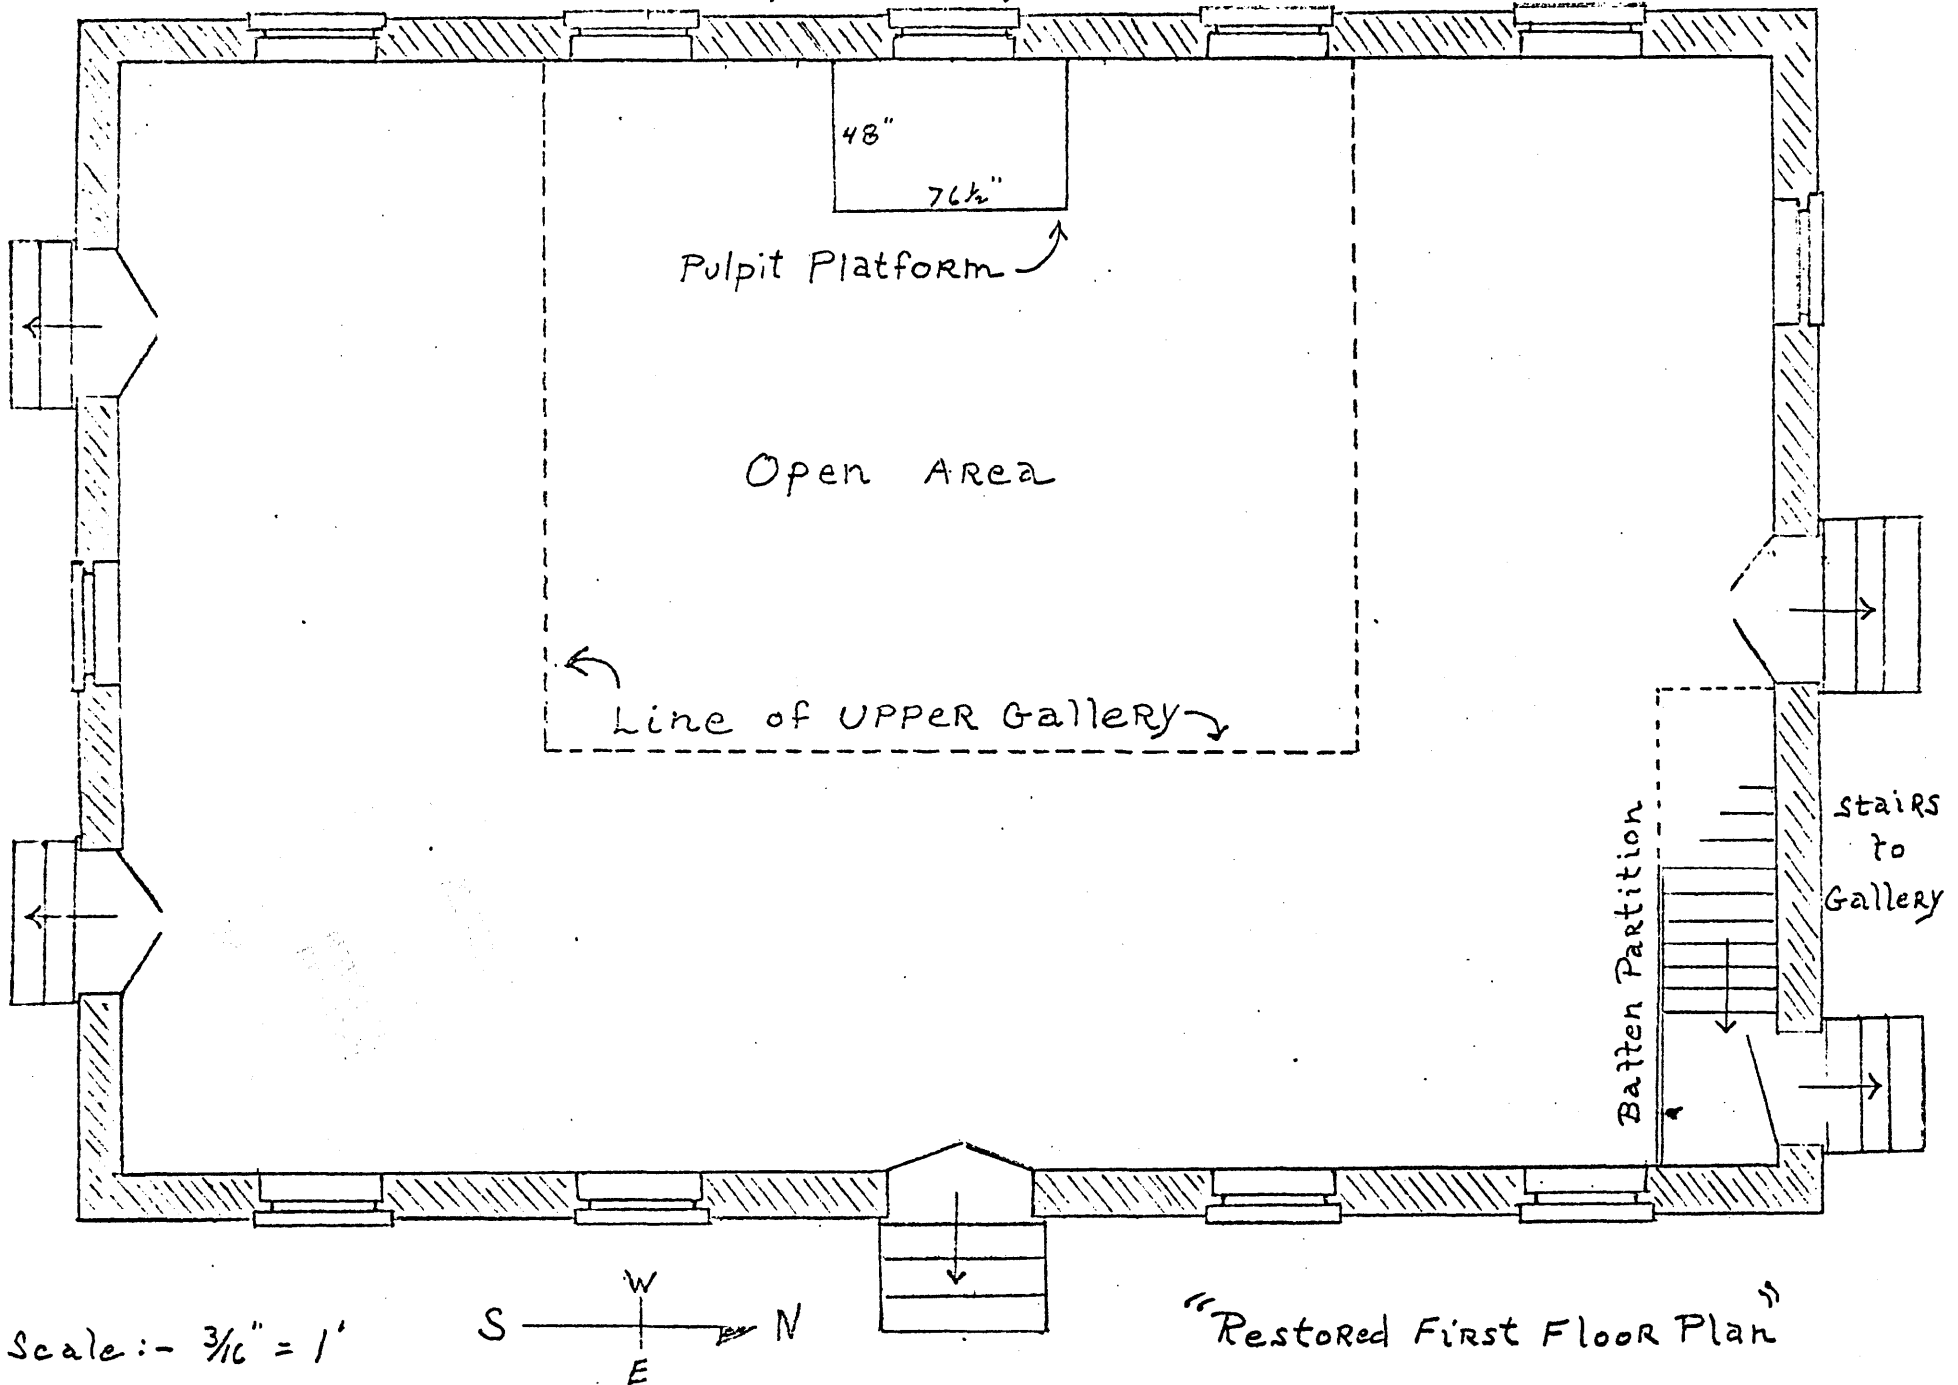 48"
76½"
Pulpit Platform
Open Area
Line of Upper Gallery
Batten Partition
Stairs
to
Gallery
W
S N
E
Scale:- 3/16" = 1'
"Restored First Floor Plan"